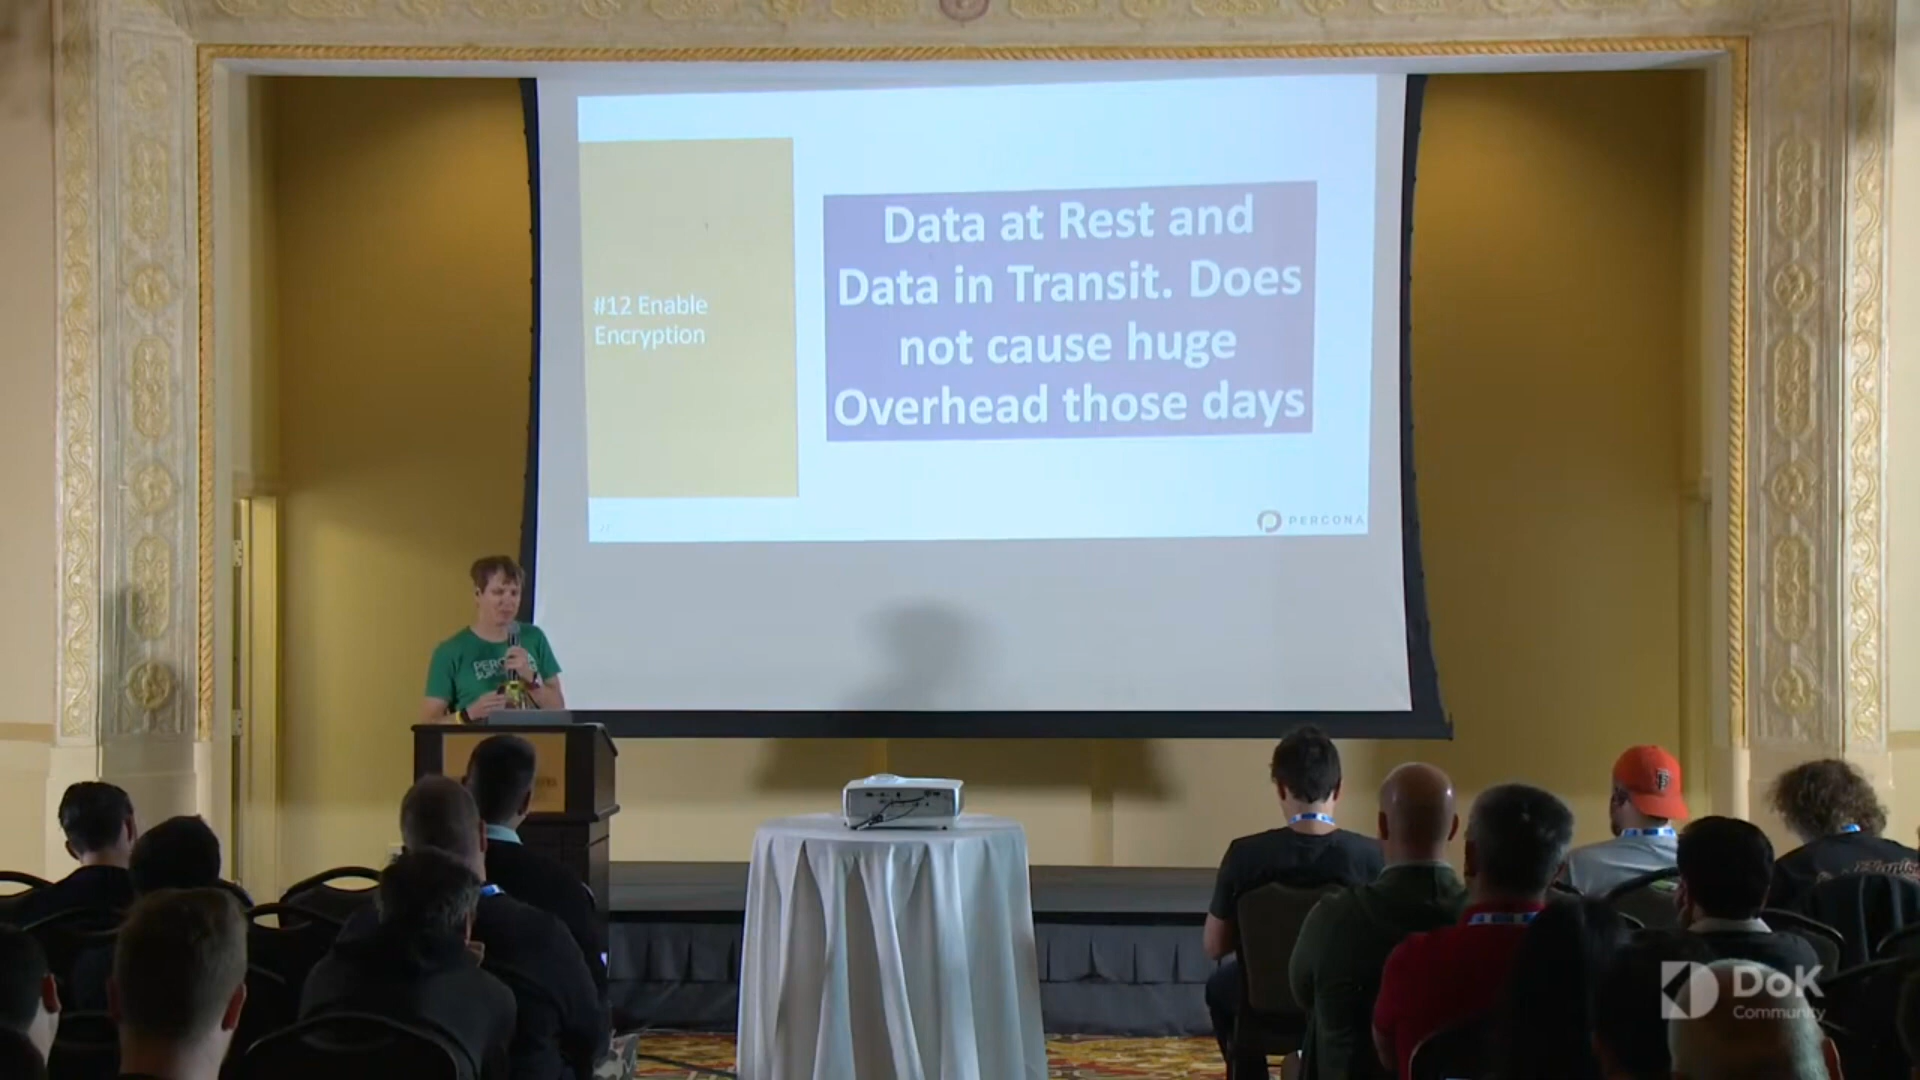 Data at Rest and
Data in Transit. Does
not cause huge
Overhead those days
#12 Enable
Encryption
PERCONA
DoK
Community